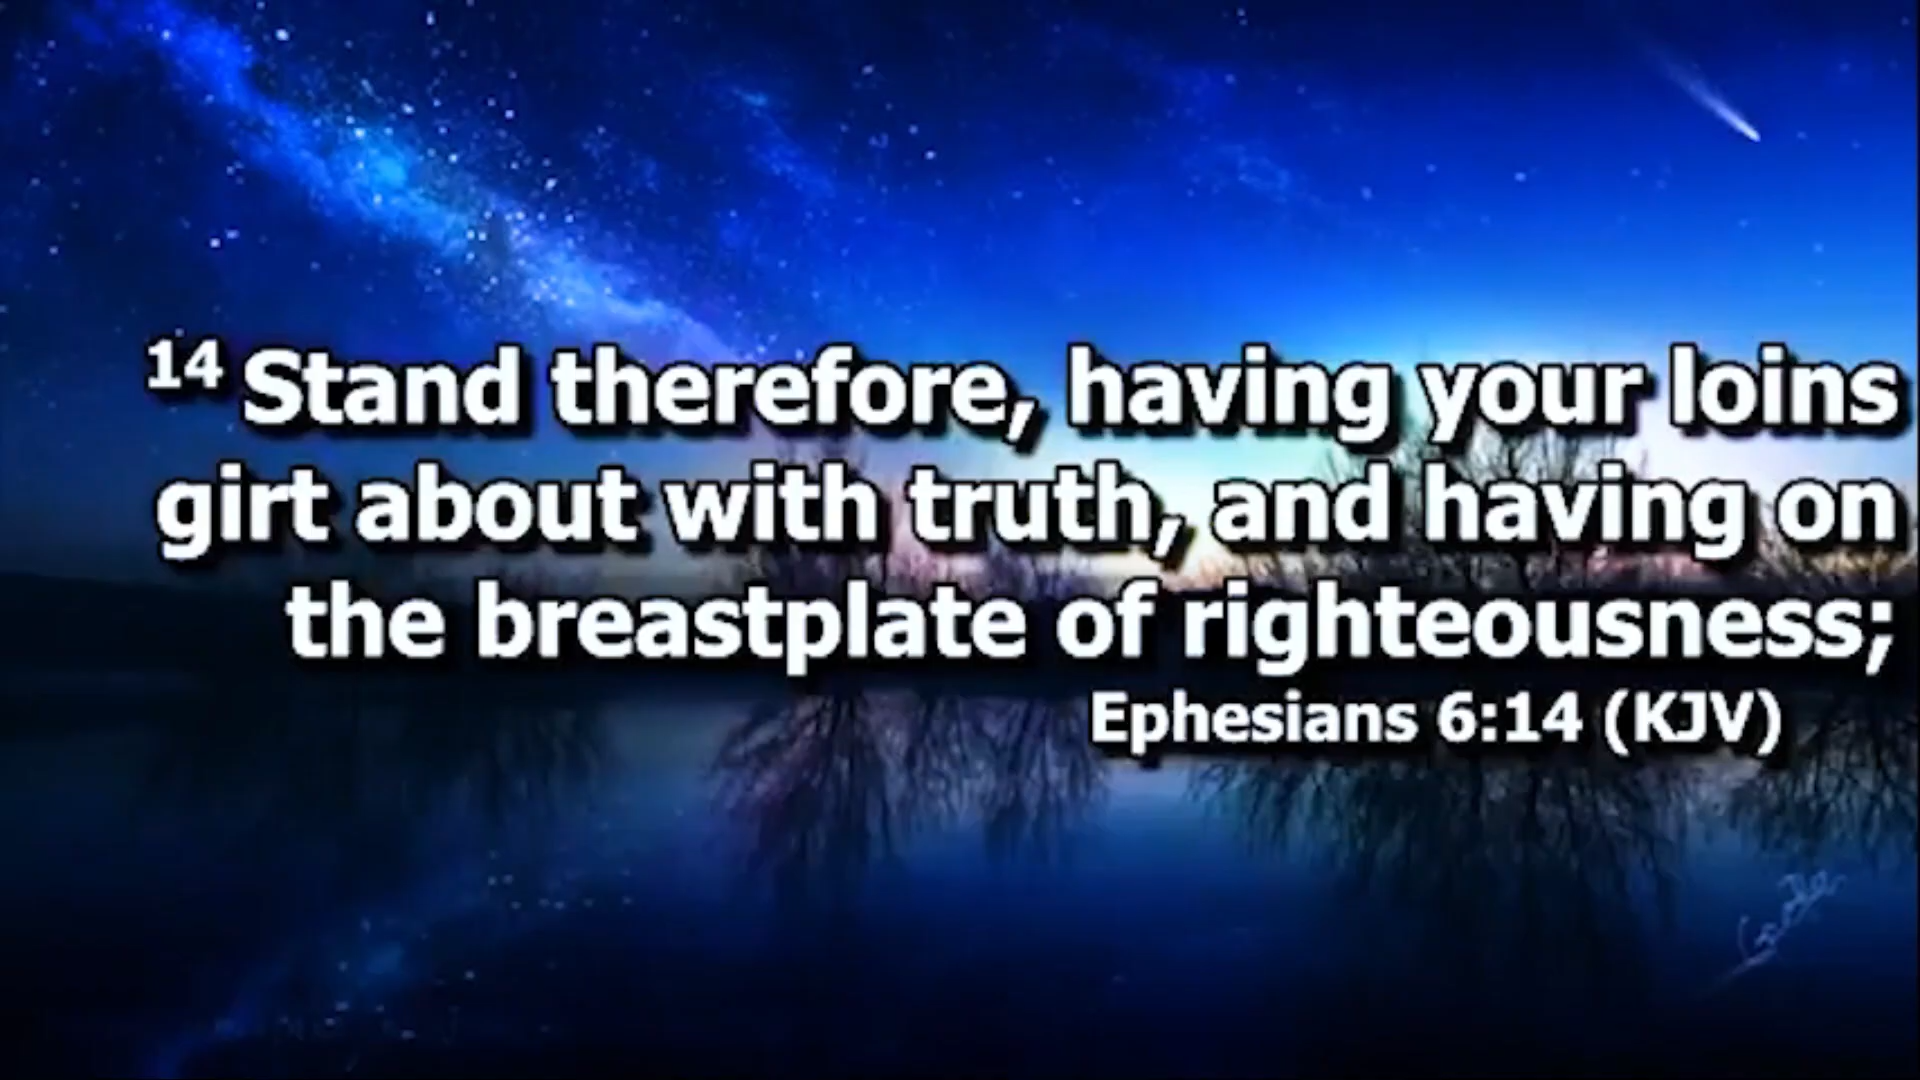 14 Stand therefore, having your loins
girt about with truth, and having on
the breastplate of righteousness;
Ephesians 6:14 (KJV)